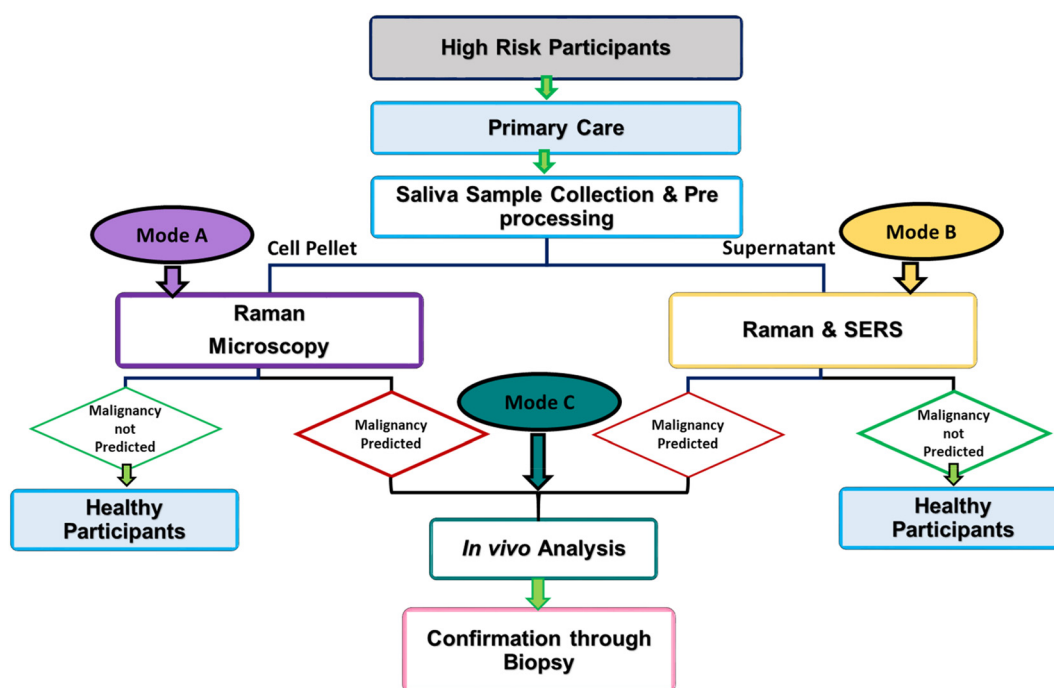 High Risk Participants
Primary Care
Saliva Sample Collection & Pre
processing
Mode A
Mode B
Cell Pellet
Supernatant
Raman
Microscopy
Raman & SERS
Mode C
Malignancy
not
Predicted
Malignancy
Predicted
Malignancy
Predicted
Malignancy
not
Predicted
Healthy
Participants
Healthy
Participants
In vivo Analysis
Confirmation through
Biopsy